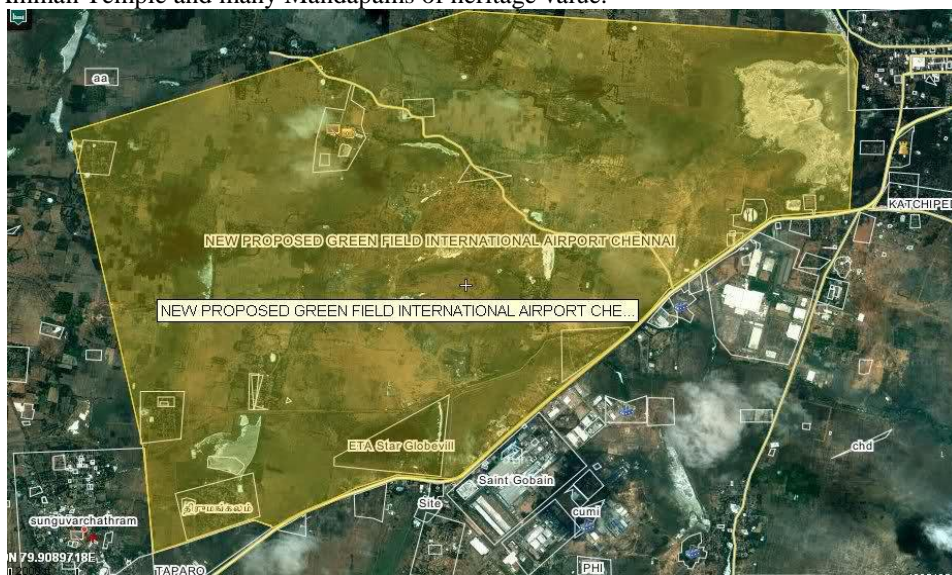 mman Temple and many Mandapams of heritage value.
aa
KATCHIPE
NEW PROPOSED GREEN FIELD INTERNATIONAL AIRPORT CHENNAI
NEW PROPOSED GREEN FIELD INTERNATIONAL AIRPORT CHE...
ETA Star Globevill
chd
Saint Gobain
Site
திருமங்கலம்
cumi
sunguvarchathram
N 79.9089718E
TAPARO
PHI